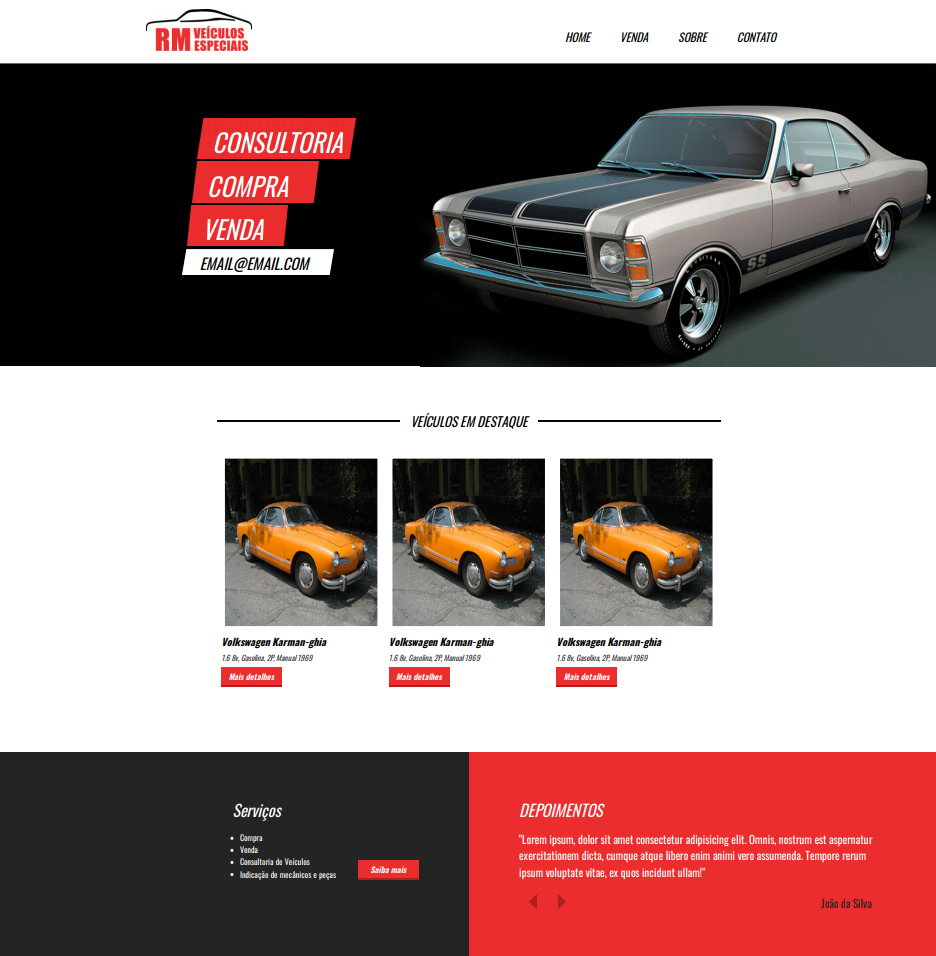 RM VEÍCULOS
ESPECIAIS
HOME VENDA SOBRE CONTATO
CONSULTORIA
COMPRA
VENDA
EMAIL@EMAIL.COM
SS
VEÍCULOS EM DESTAQUE
Volkswagen Karman-ghia
1.6 8v, Gasolina, 2P, Manual 1969
Mais detalhes
Volkswagen Karman-ghia
1.6 8v, Gasolina, 2P, Manual 1969
Mais detalhes
Volkswagen Karman-ghia
1.6 8v, Gasolina, 2P, Manual 1969
Mais detalhes
Serviços
Compra
Venda
Consultoria de Veículos
Indicação de mecânicos e peças
Saiba mais
DEPOIMENTOS
"Lorem ipsum, dolor sit amet consectetur adipisicing elit. Omnis, nostrum est aspernatur
exercitationem dicta, cumque atque libero enim animi vero assumenda. Tempore rerum
ipsum voluptate vitae, ex quos incidunt ullam!"
João da Silva